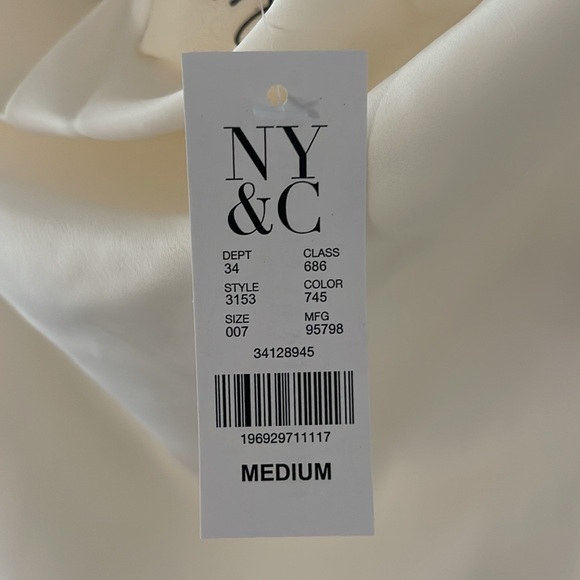 NY
&C
DEPT CLASS
34 686
STYLE COLOR
3153 745
SIZE MFG
007 95798
34128945
196929711117
MEDIUM